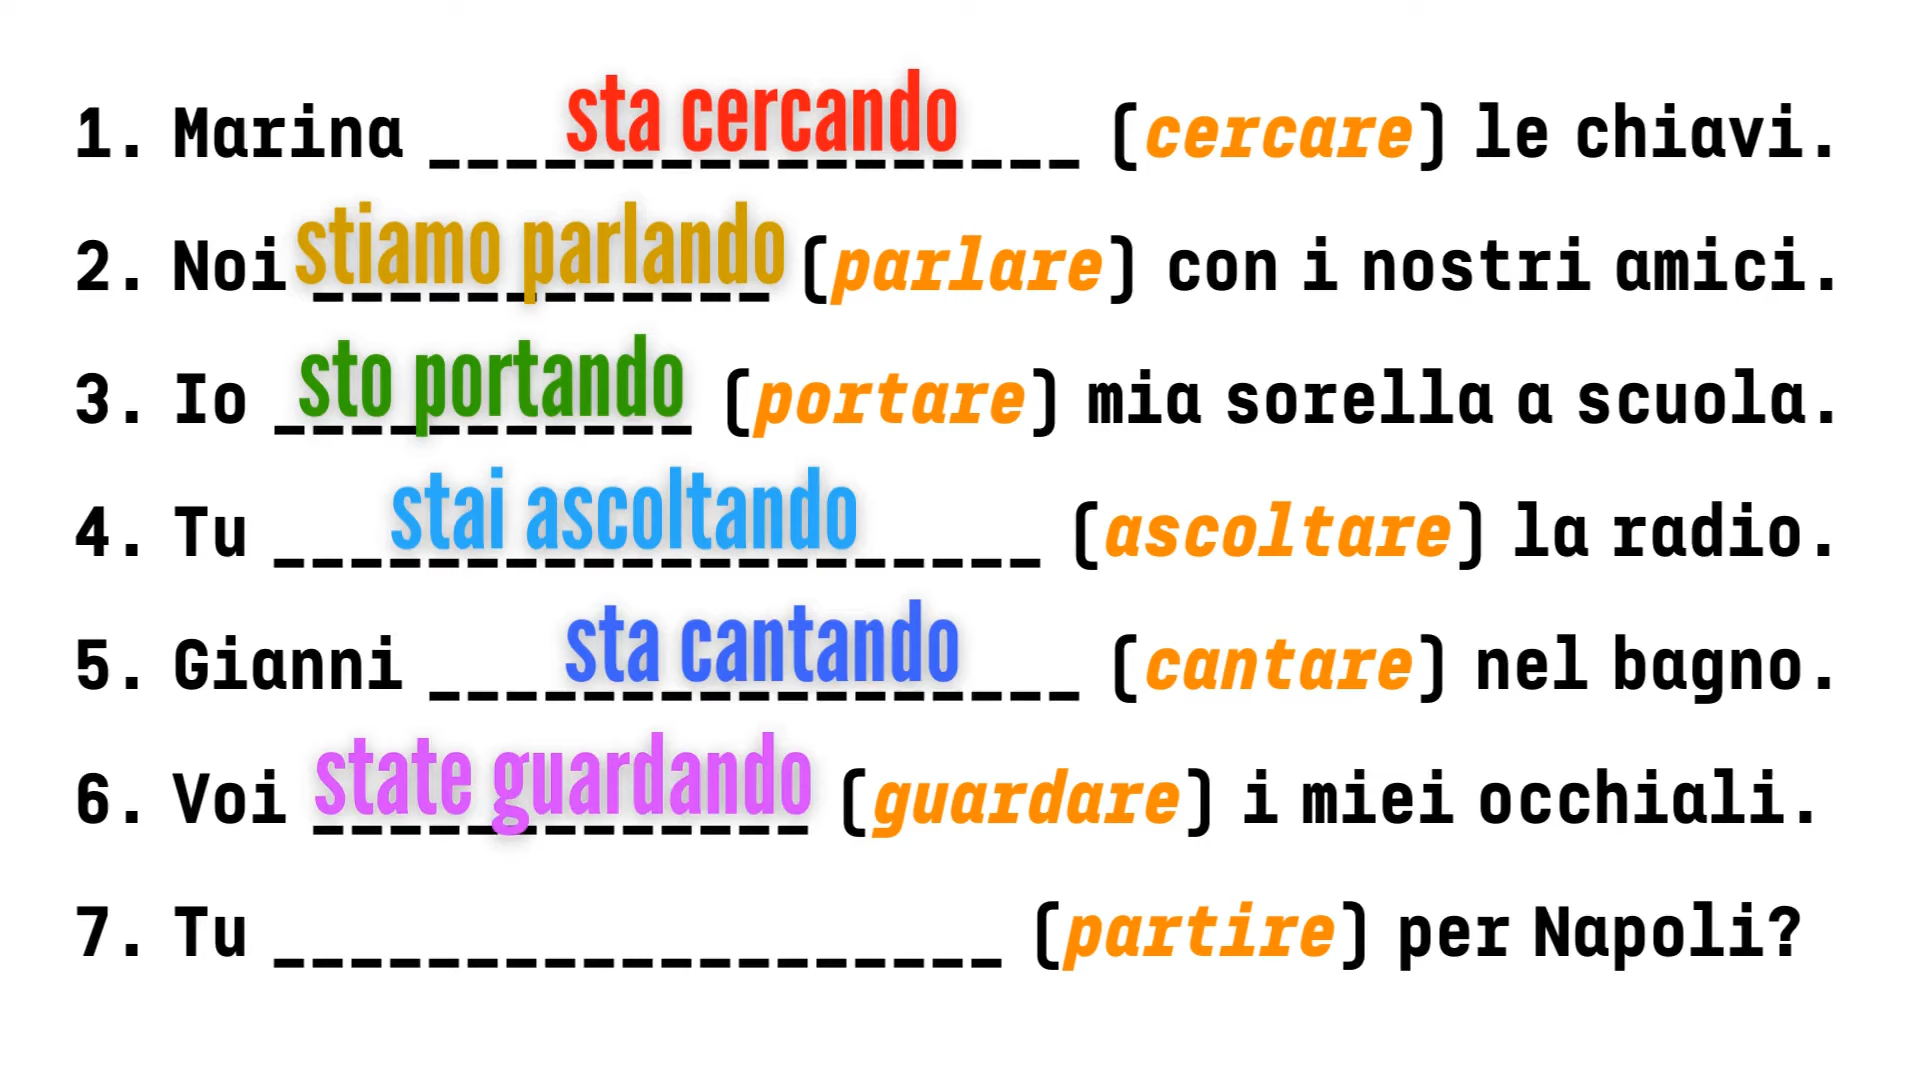 1. Marina sta cercando (cercare) le chiavi.
2. Noi stiamo parlando (parlare) con i nostri amici.
3. Io sto portando (portare) mia sorella a scuola.
4. Tu stai ascoltando (ascoltare) la radio.
5. Gianni sta cantando (cantare) nel bagno.
6. Voi state guardando (guardare) i miei occhiali.
7. Tu ___________________ (partire) per Napoli?